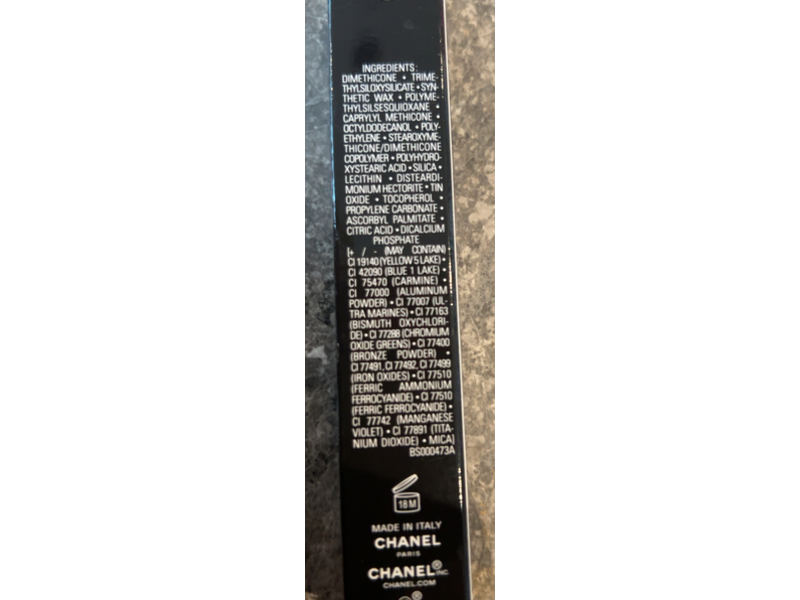 INGREDIENTS:
DIMETHICONE • TRIME-
THYLSILOXYSILICATE • SYN-
THETIC WAX • POLYME-
THYLSILSESQUIOXANE •
CAPRYLYL METHICONE •
OCTYLDODECANOL • POLY-
ETHYLENE • STEAROXYME-
THICONE/DIMETHICONE
COPOLYMER • POLYHYDRO-
XYSTEARIC ACID • SILICA •
LECITHIN • DISTEARDI-
MONIUM HECTORITE • TIN
OXIDE • TOCOPHEROL •
PROPYLENE CARBONATE •
ASCORBYL PALMITATE •
CITRIC ACID • DICALCIUM
PHOSPHATE
[+ / - (MAY CONTAIN)
CI 19140 (YELLOW 5 LAKE) •
CI 42090 (BLUE 1 LAKE) •
CI 75470 (CARMINE) •
CI 77000 (ALUMINUM
POWDER) • CI 77007 (UL-
TRA MARINES) • CI 77163
(BISMUTH OXYCHLORI-
DE) • CI 77288 (CHROMIUM
OXIDE GREENS) • CI 77400
(BRONZE POWDER) •
CI 77491, CI 77492, CI 77499
(IRON OXIDES) • CI 77510
(FERRIC AMMONIUM
FERROCYANIDE) • CI 77510
(FERRIC FERROCYANIDE) •
CI 77742 (MANGANESE
VIOLET) • CI 77891 (TITA-
NIUM DIOXIDE) • MICA]
BS000473A
18 M
MADE IN ITALY
CHANEL
PARIS
CHANEL® INC.
CHANEL.COM